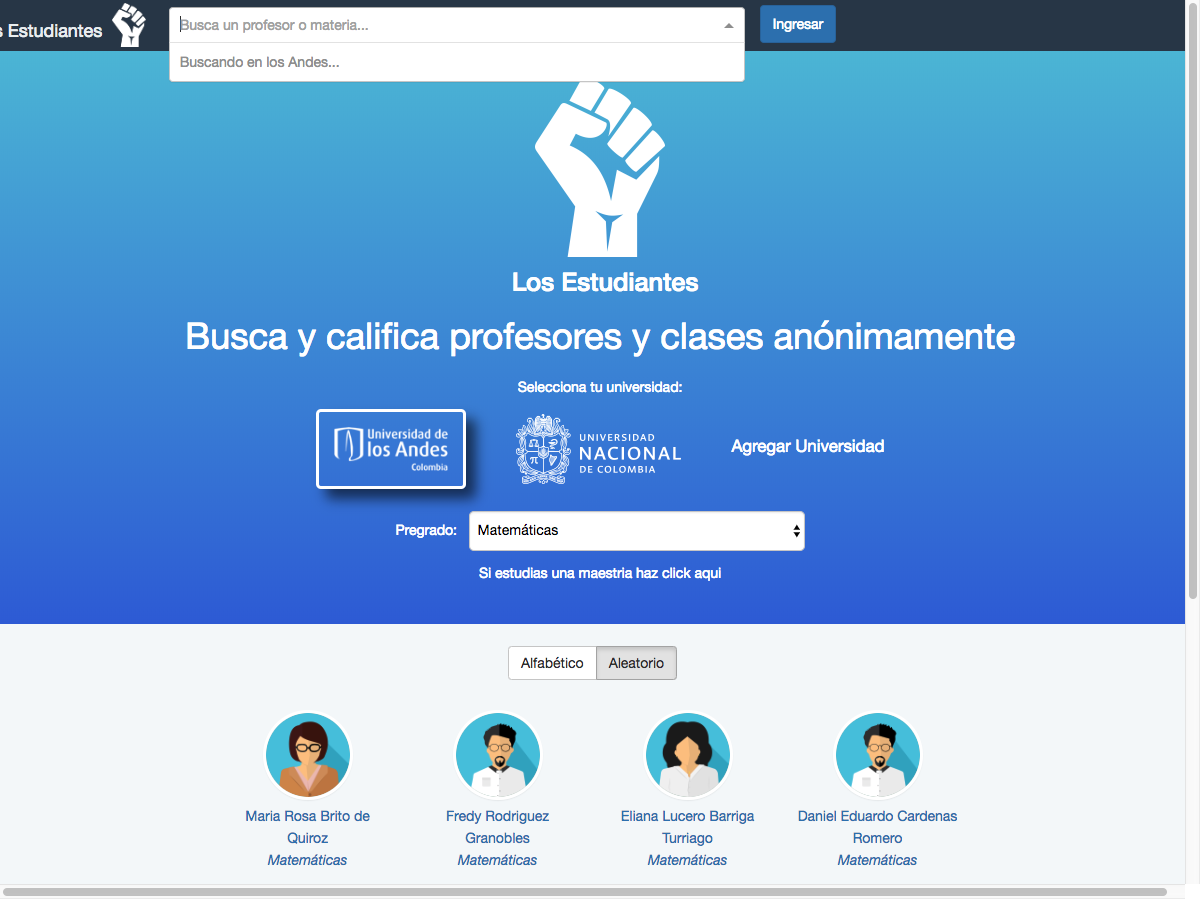 s Estudiantes
Busca un profesor o materia...
Ingresar
Buscando en los Andes...
Los Estudiantes
Busca y califica profesores y clases anónimamente
Selecciona tu universidad:
Universidad de
los Andes
Colombia
UNIVERSIDAD
NACIONAL
DE COLOMBIA
Agregar Universidad
Pregrado:
Matemáticas
Si estudias una maestria haz click aqui
Alfabético
Aleatorio
Maria Rosa Brito de
Quiroz
Matemáticas
Fredy Rodriguez
Granobles
Matemáticas
Eliana Lucero Barriga
Turriago
Matemáticas
Daniel Eduardo Cardenas
Romero
Matemáticas